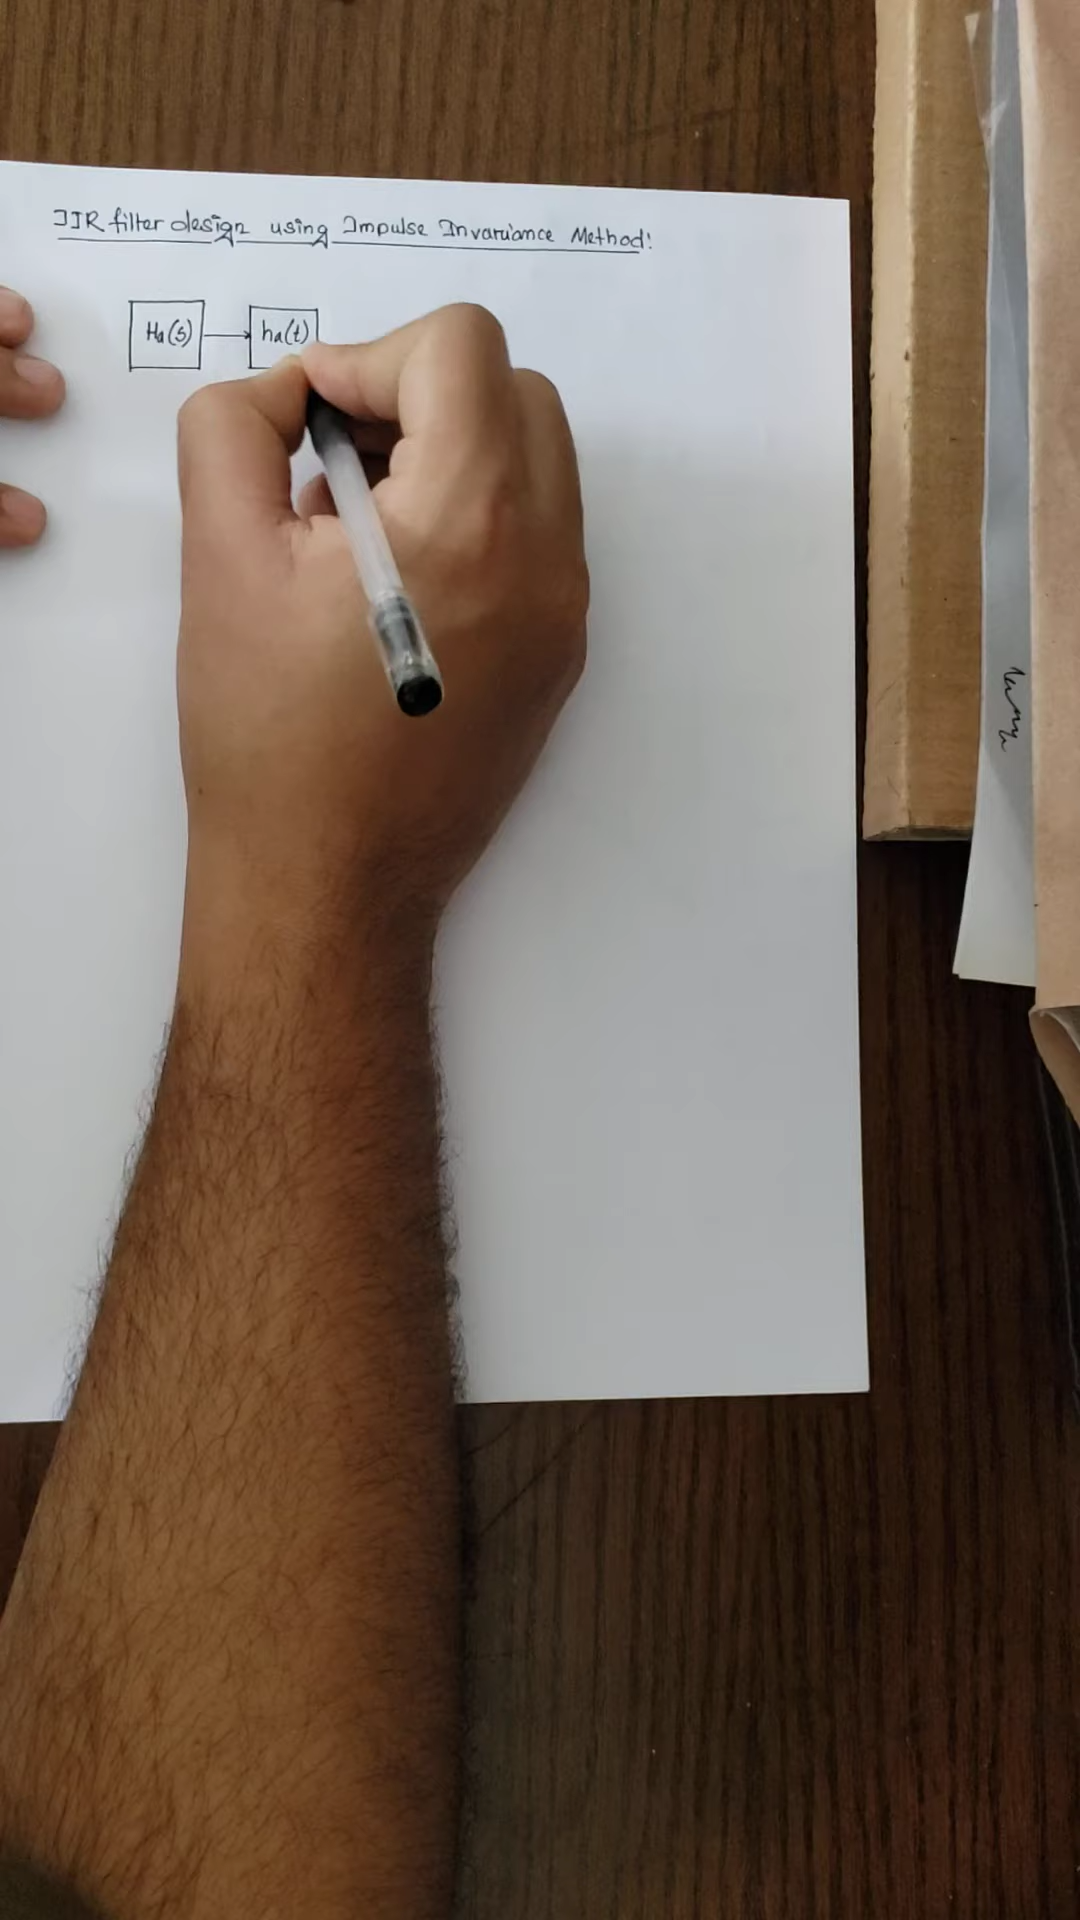 IIR filter design using Impulse Invariance Method:
Ha(s) ha(t)